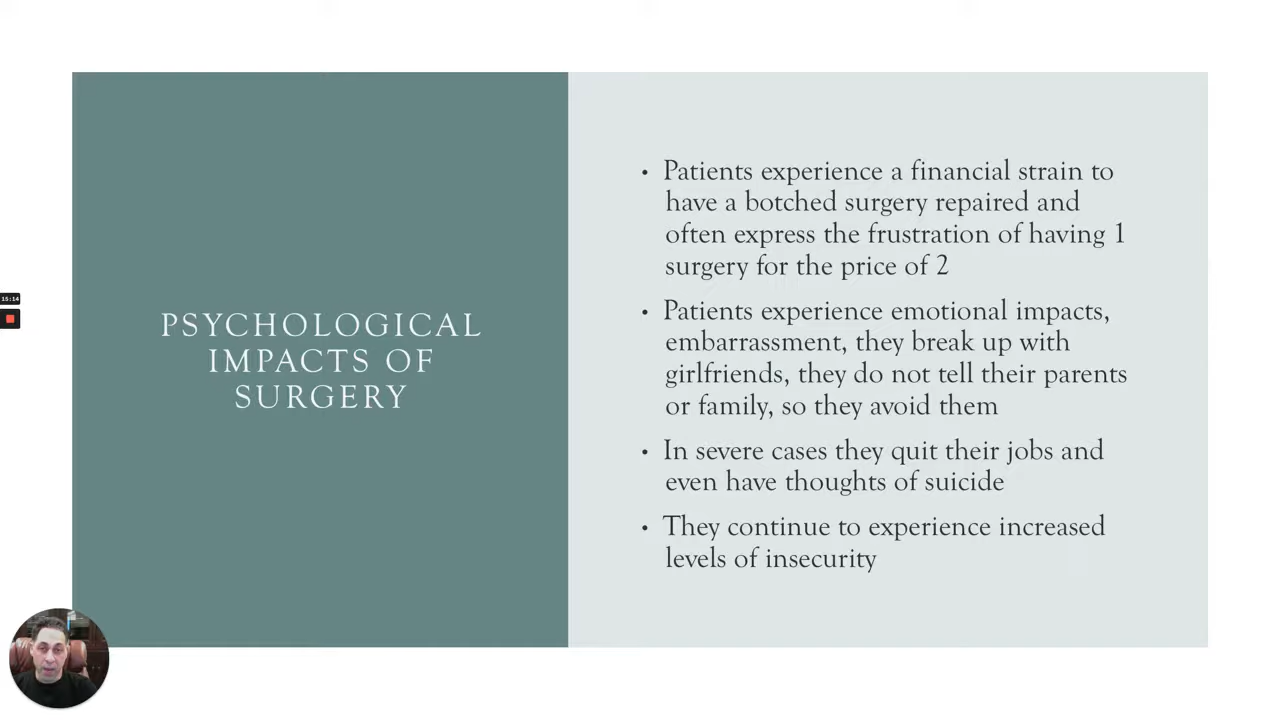 15:14
PSYCHOLOGICAL
IMPACTS OF
SURGERY
• Patients experience a financial strain to
have a botched surgery repaired and
often express the frustration of having 1
surgery for the price of 2
• Patients experience emotional impacts,
embarrassment, they break up with
girlfriends, they do not tell their parents
or family, so they avoid them
• In severe cases they quit their jobs and
even have thoughts of suicide
• They continue to experience increased
levels of insecurity